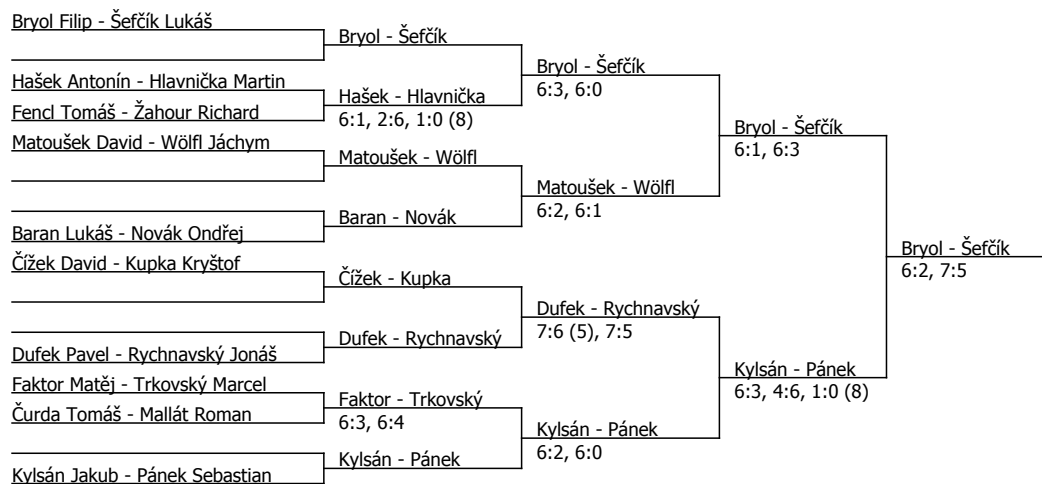 Bryol Filip - Šefčík Lukáš
Hašek Antonín - Hlavnička Martin
Fencl Tomáš - Žahour Richard
Matoušek David - Wölfl Jáchym
Baran Lukáš - Novák Ondřej
Čížek David - Kupka Kryštof
Dufek Pavel - Rychnavský Jonáš
Faktor Matěj - Trkovský Marcel
Čurda Tomáš - Mallát Roman
Kylsán Jakub - Pánek Sebastian
Bryol - Šefčík
Hašek - Hlavnička
6:1, 2:6, 1:0 (8)
Matoušek - Wölfl
Baran - Novák
Čížek - Kupka
Dufek - Rychnavský
Faktor - Trkovský
6:3, 6:4
Kylsán - Pánek
Bryol - Šefčík
6:3, 6:0
Matoušek - Wölfl
6:2, 6:1
Dufek - Rychnavský
7:6 (5), 7:5
Kylsán - Pánek
6:2, 6:0
Bryol - Šefčík
6:1, 6:3
Kylsán - Pánek
6:3, 4:6, 1:0 (8)
Bryol - Šefčík
6:2, 7:5